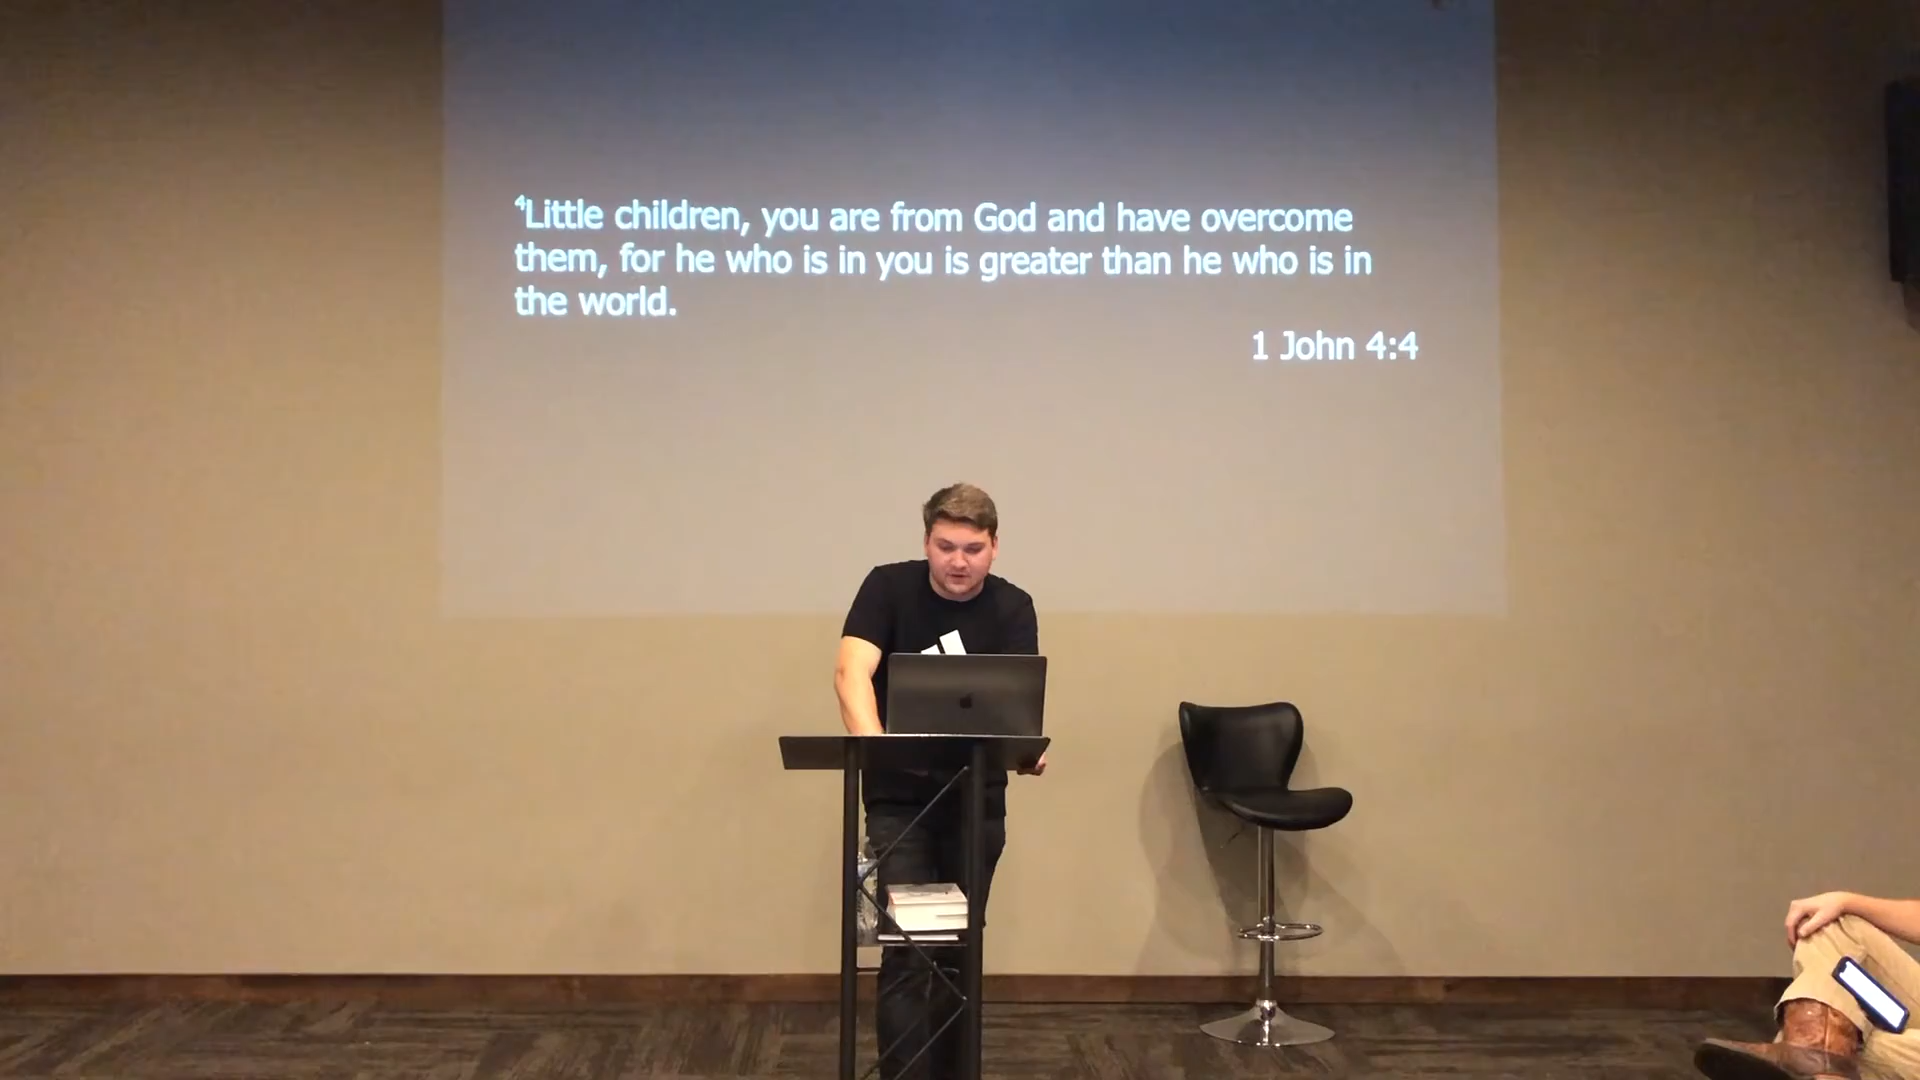 ⁴Little children, you are from God and have overcome
them, for he who is in you is greater than he who is in
the world.
1 John 4:4